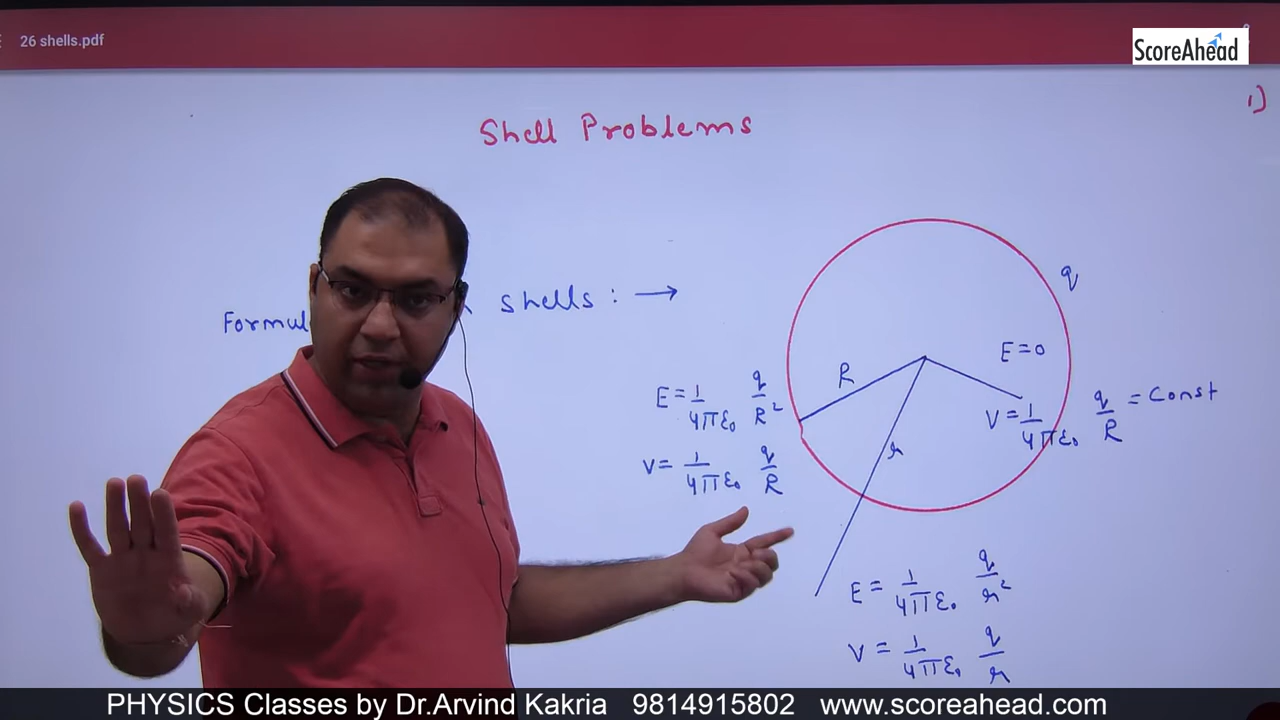 26 shells.pdf
ScoreAhead
1)
Shell Problems
shells : →
q
E=0
R
E = 1/4πε₀ q/R²
V = 1/4πε₀ q/R = Const
r
V = 1/4πε₀ q/R
E = 1/4πε₀ q/r²
V = 1/4πε₀ q/r
PHYSICS Classes by Dr.Arvind Kakria 9814915802 www.scoreahead.com